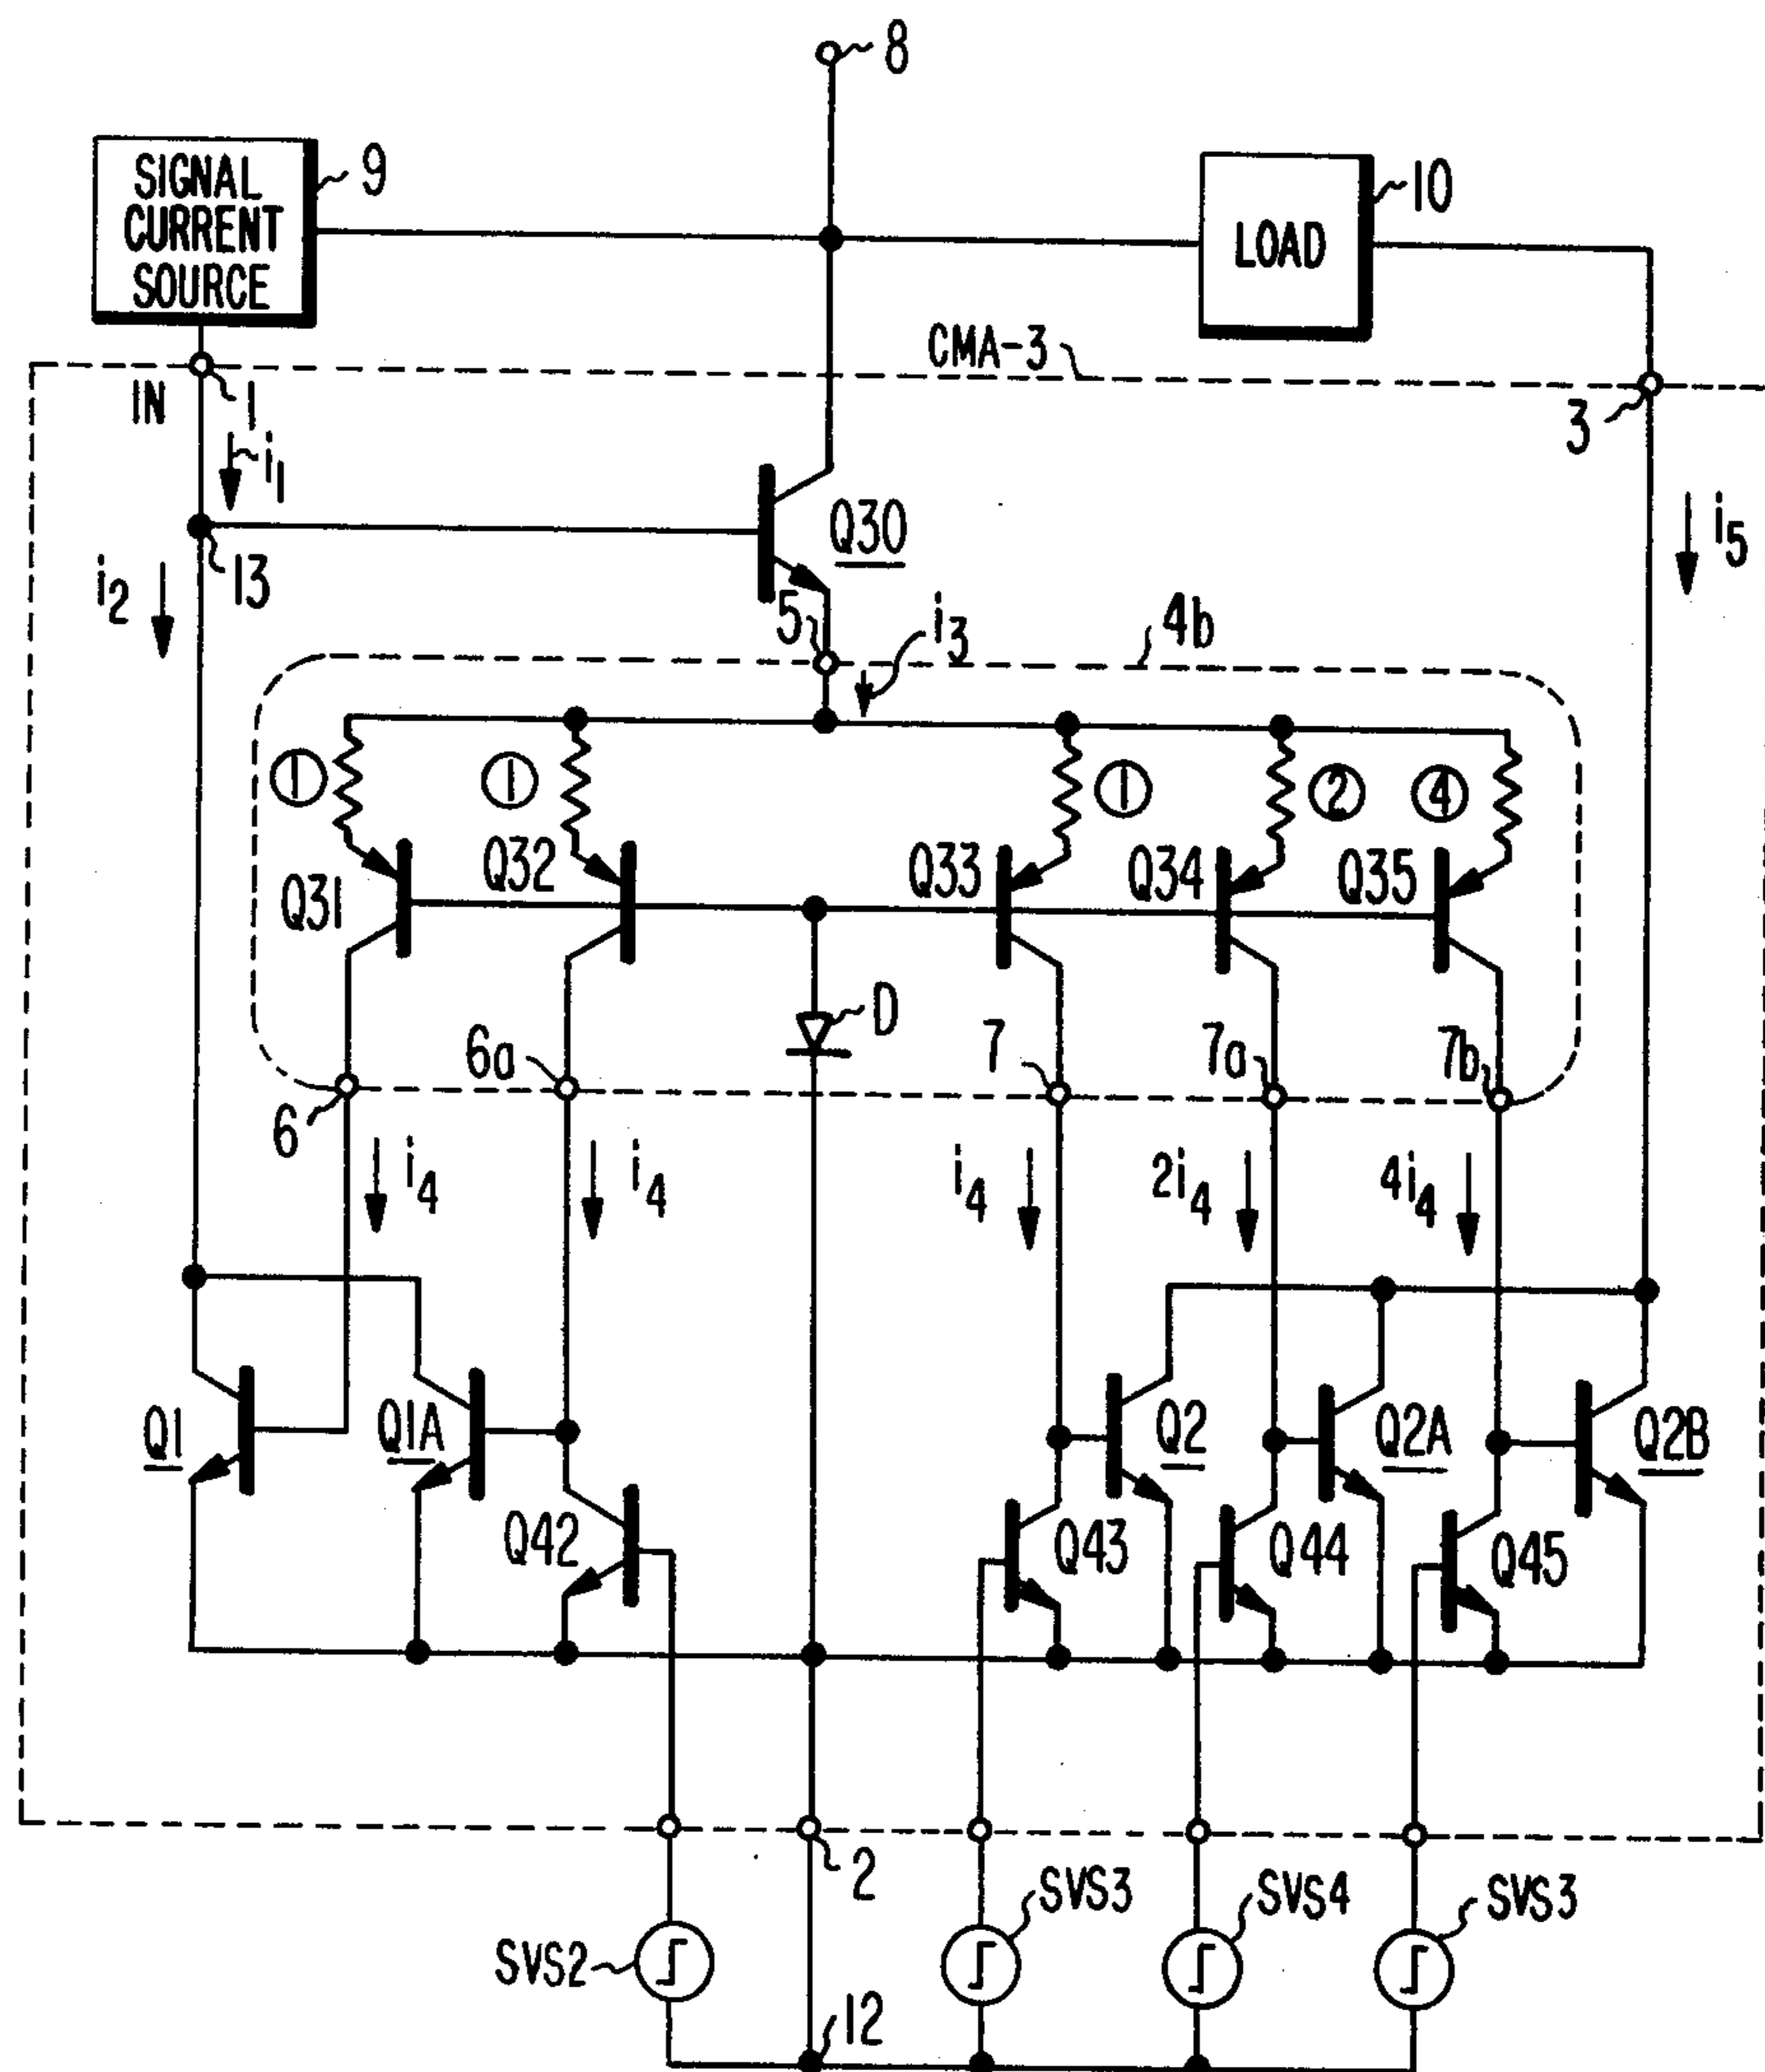 8
SIGNAL
CURRENT
SOURCE
9
LOAD
10
CMA-3
IN
1
i1
3
Q30
13
i2
i5
5
i3
4b
①
①
①
②
④
Q31
Q32
Q33
Q34
Q35
D
6
6a
7
7a
7b
i4
i4
i4
2i4
4i4
Q1
Q1A
Q42
Q43
Q2
Q44
Q2A
Q45
Q2B
2
SVS2
SVS3
SVS4
SVS3
12